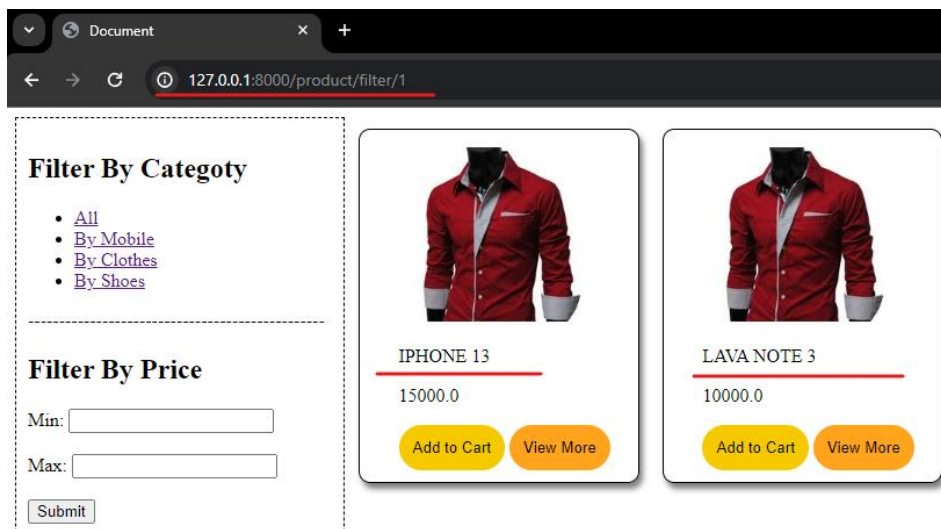 Document
127.0.0.1:8000/product/filter/1
Filter By Categoty
All
By Mobile
By Clothes
By Shoes
Filter By Price
Min:
Max:
Submit
IPHONE 13
15000.0
Add to Cart View More
LAVA NOTE 3
10000.0
Add to Cart View More